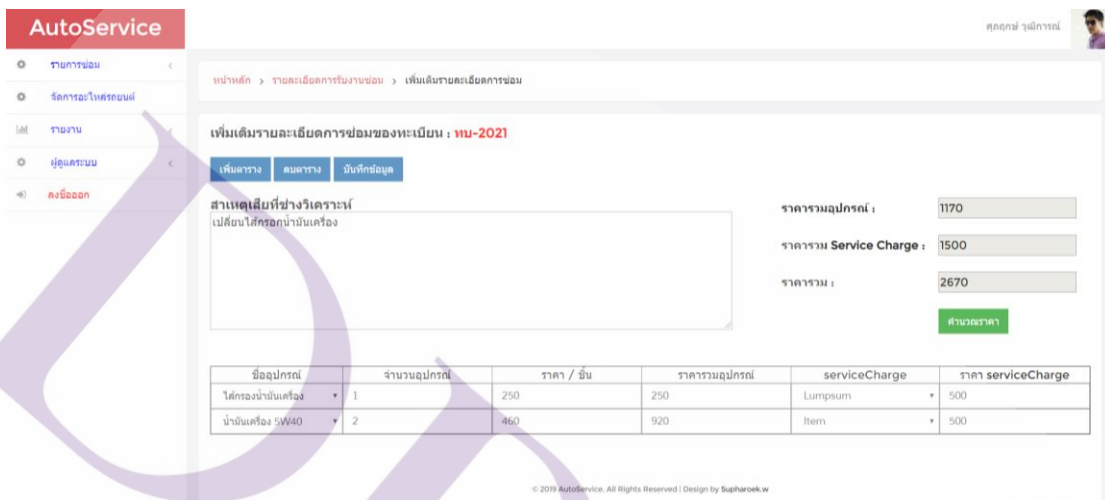 AutoService
ศุภฤกษ์ วุฒิการณ์
รายการซ่อม
จัดการอะไหล่รถยนต์
รายงาน
ผู้ดูแลระบบ
ลงชื่อออก
หน้าหลัก > รายละเอียดการรับงานซ่อม > เพิ่มเติมรายละเอียดการซ่อม
เพิ่มเติมรายละเอียดการซ่อมของทะเบียน : ทบ-2021
เพิ่มตาราง ลบตาราง บันทึกข้อมูล
สาเหตุเสียที่ช่างวิเคราะห์
เปลี่ยนไส้กรอกน้ำมันเครื่อง
ราคารวมอุปกรณ์ : 1170
ราคารวม Service Charge : 1500
ราคารวม : 2670
คำนวณราคา
ชื่ออุปกรณ์ จำนวนอุปกรณ์ ราคา / ชิ้น ราคารวมอุปกรณ์ serviceCharge ราคา serviceCharge
ไส้กรองน้ำมันเครื่อง 1 250 250 Lumpsum 500
น้ำมันเครื่อง 5W40 2 460 920 Item 500
© 2019 AutoService. All Rights Reserved | Design by Supharoek.w